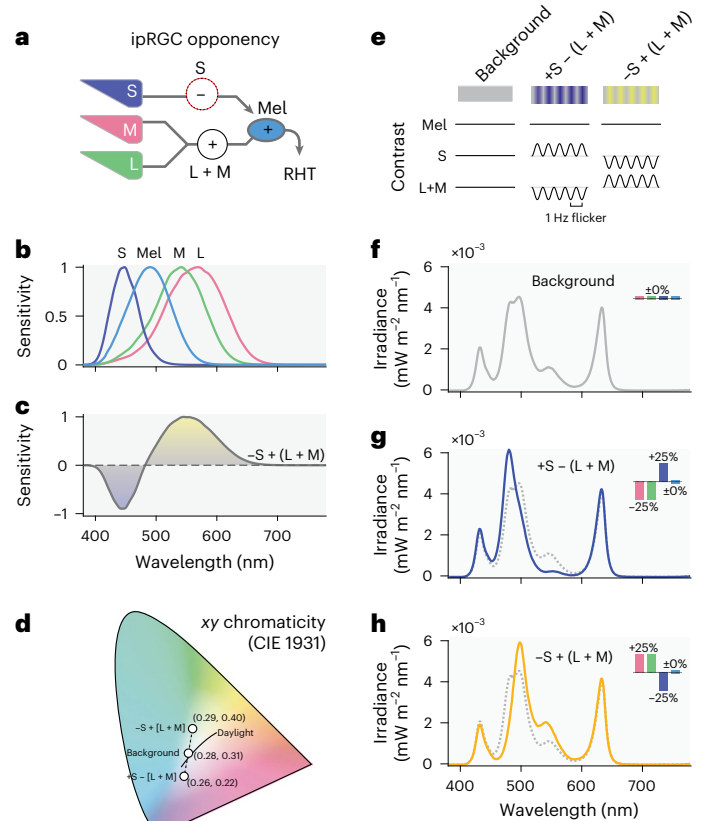 a
ipRGC opponency
S
S
−
M
L
+
L + M
Mel
+
RHT
e
Background
+S − (L + M)
−S + (L + M)
Contrast
Mel
S
L+M
1 Hz flicker
b
S Mel M L
Sensitivity
1
0.5
0
c
Sensitivity
1
0
−1
−S + (L + M)
400 500 600 700
Wavelength (nm)
d
xy chromaticity
(CIE 1931)
−S + [L + M]
(0.29, 0.40)
Daylight
Background
(0.28, 0.31)
+S − [L + M]
(0.26, 0.22)
f
×10−3
Irradiance
(mW m−2 nm−1)
6
4
2
0
Background
±0%
g
×10−3
Irradiance
(mW m−2 nm−1)
6
4
2
0
+S − (L + M)
+25%
±0%
−25%
h
×10−3
Irradiance
(mW m−2 nm−1)
6
4
2
0
−S + (L + M)
+25%
±0%
−25%
400 500 600 700
Wavelength (nm)